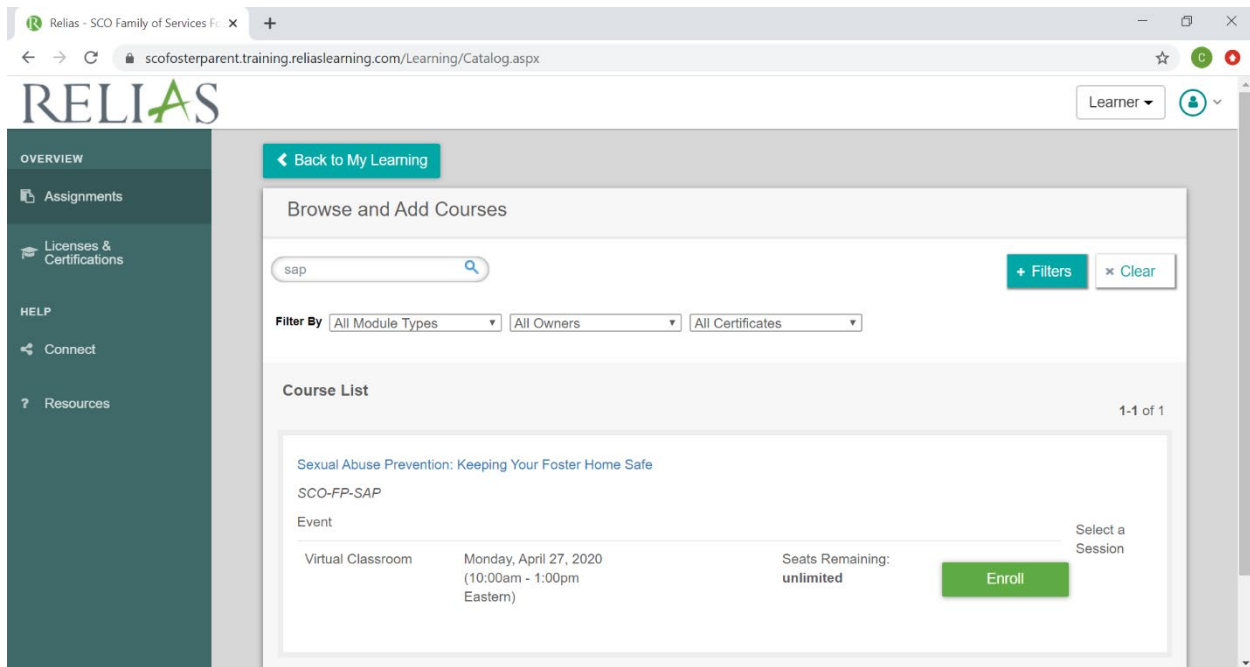 Relias - SCO Family of Services Fo
scofosterparent.training.reliaslearning.com/Learning/Catalog.aspx
C
RELIAS
Learner
OVERVIEW
Assignments
Licenses &
Certifications
HELP
Connect
? Resources
Back to My Learning
Browse and Add Courses
sap
+ Filters
× Clear
Filter By All Module Types All Owners All Certificates
Course List
1-1 of 1
Sexual Abuse Prevention: Keeping Your Foster Home Safe
SCO-FP-SAP
Event
Select a
Session
Virtual Classroom
Monday, April 27, 2020
(10:00am - 1:00pm
Eastern)
Seats Remaining:
unlimited
Enroll